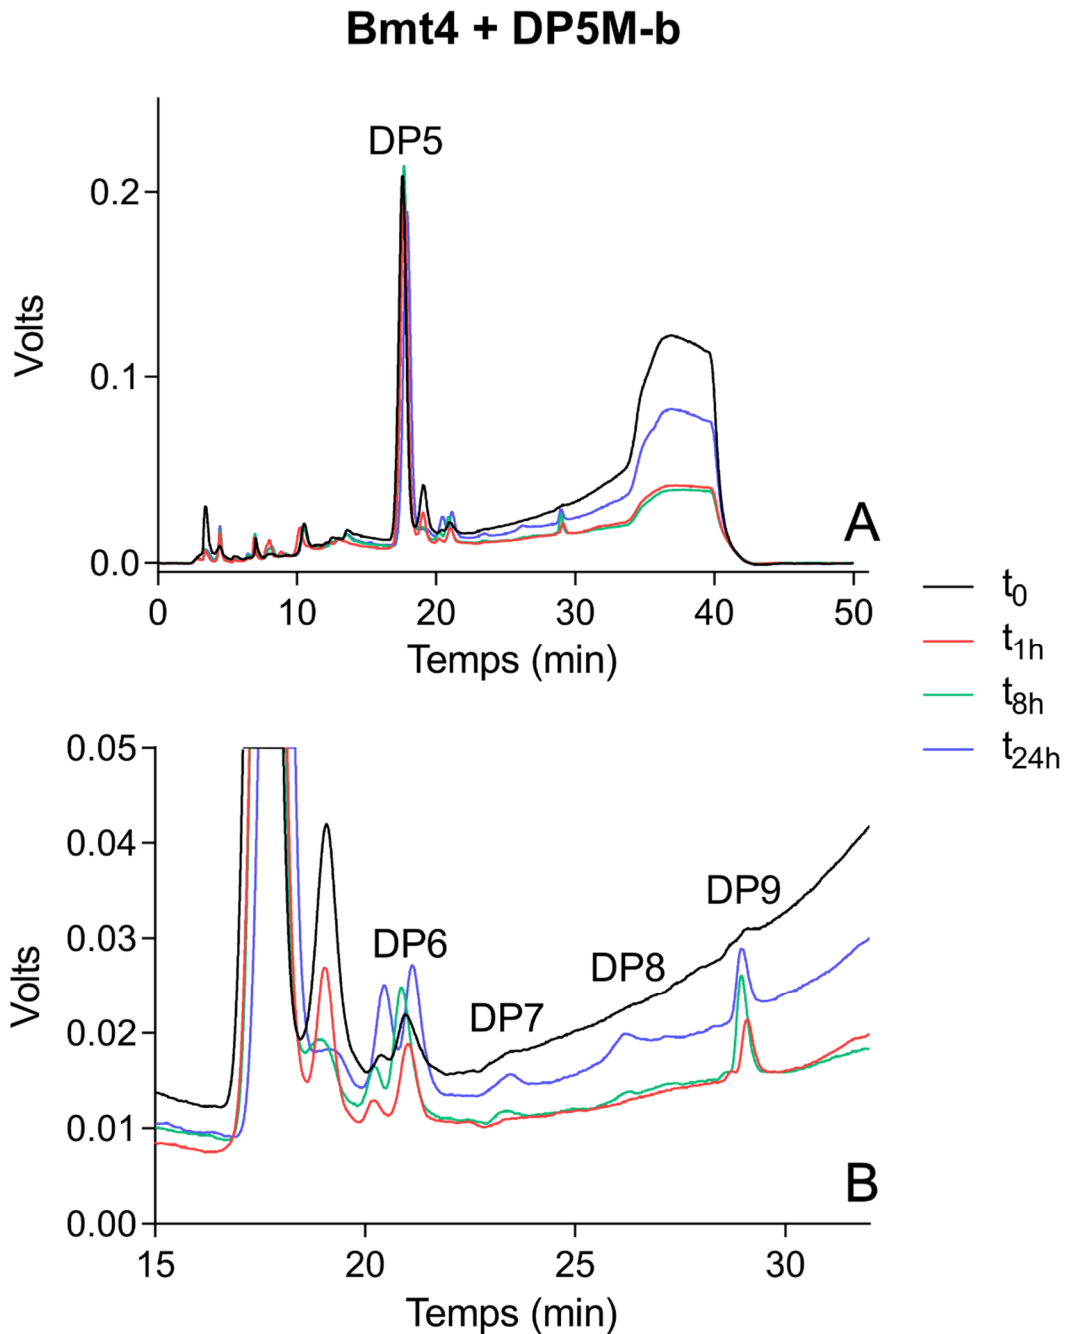 Bmt4 + DP5M-b
DP5
0.2
0.1
0.0
Volts
A
0 10 20 30 40 50
Temps (min)
t0
t1h
t8h
t24h
0.05
0.04
0.03
0.02
0.01
0.00
Volts
DP6
DP7
DP8
DP9
B
15 20 25 30
Temps (min)